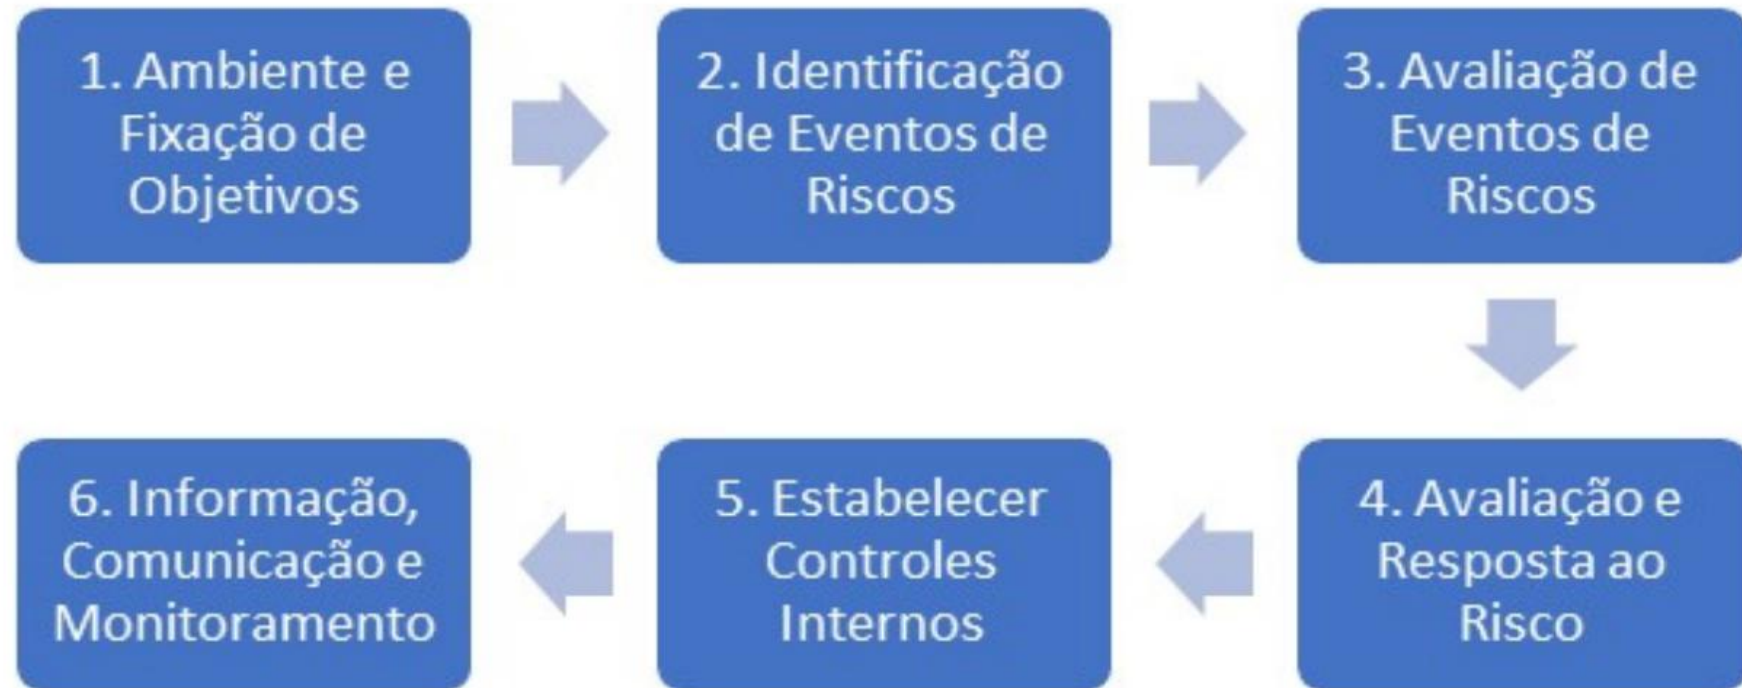 1. Ambiente e
Fixação de
Objetivos
2. Identificação
de Eventos de
Riscos
3. Avaliação de
Eventos de
Riscos
4. Avaliação e
Resposta ao
Risco
5. Estabelecer
Controles
Internos
6. Informação,
Comunicação e
Monitoramento